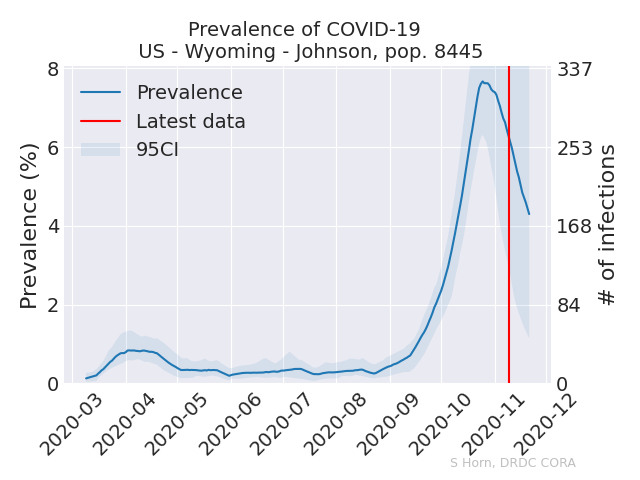 Prevalence of COVID-19
US - Wyoming - Johnson, pop. 8445
Prevalence
Latest data
95CI
Prevalence (%)
8
6
4
2
0
337
253
168
84
0
# of infections
2020-03
2020-04
2020-05
2020-06
2020-07
2020-08
2020-09
2020-10
2020-11
2020-12
S Horn, DRDC CORA